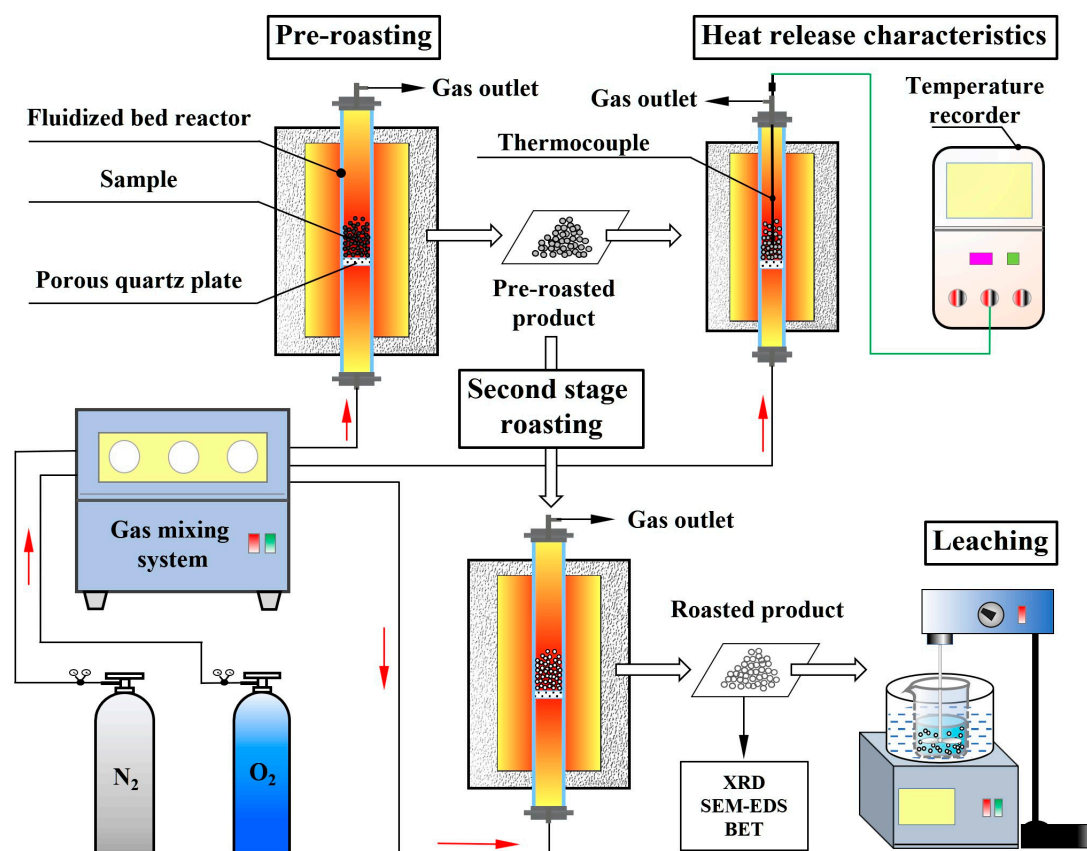 Pre-roasting
Heat release characteristics
Gas outlet
Gas outlet
Temperature
recorder
Fluidized bed reactor
Thermocouple
Sample
Porous quartz plate
Pre-roasted
product
Second stage
roasting
Gas mixing
system
Gas outlet
Leaching
Roasted product
N₂
O₂
XRD
SEM-EDS
BET